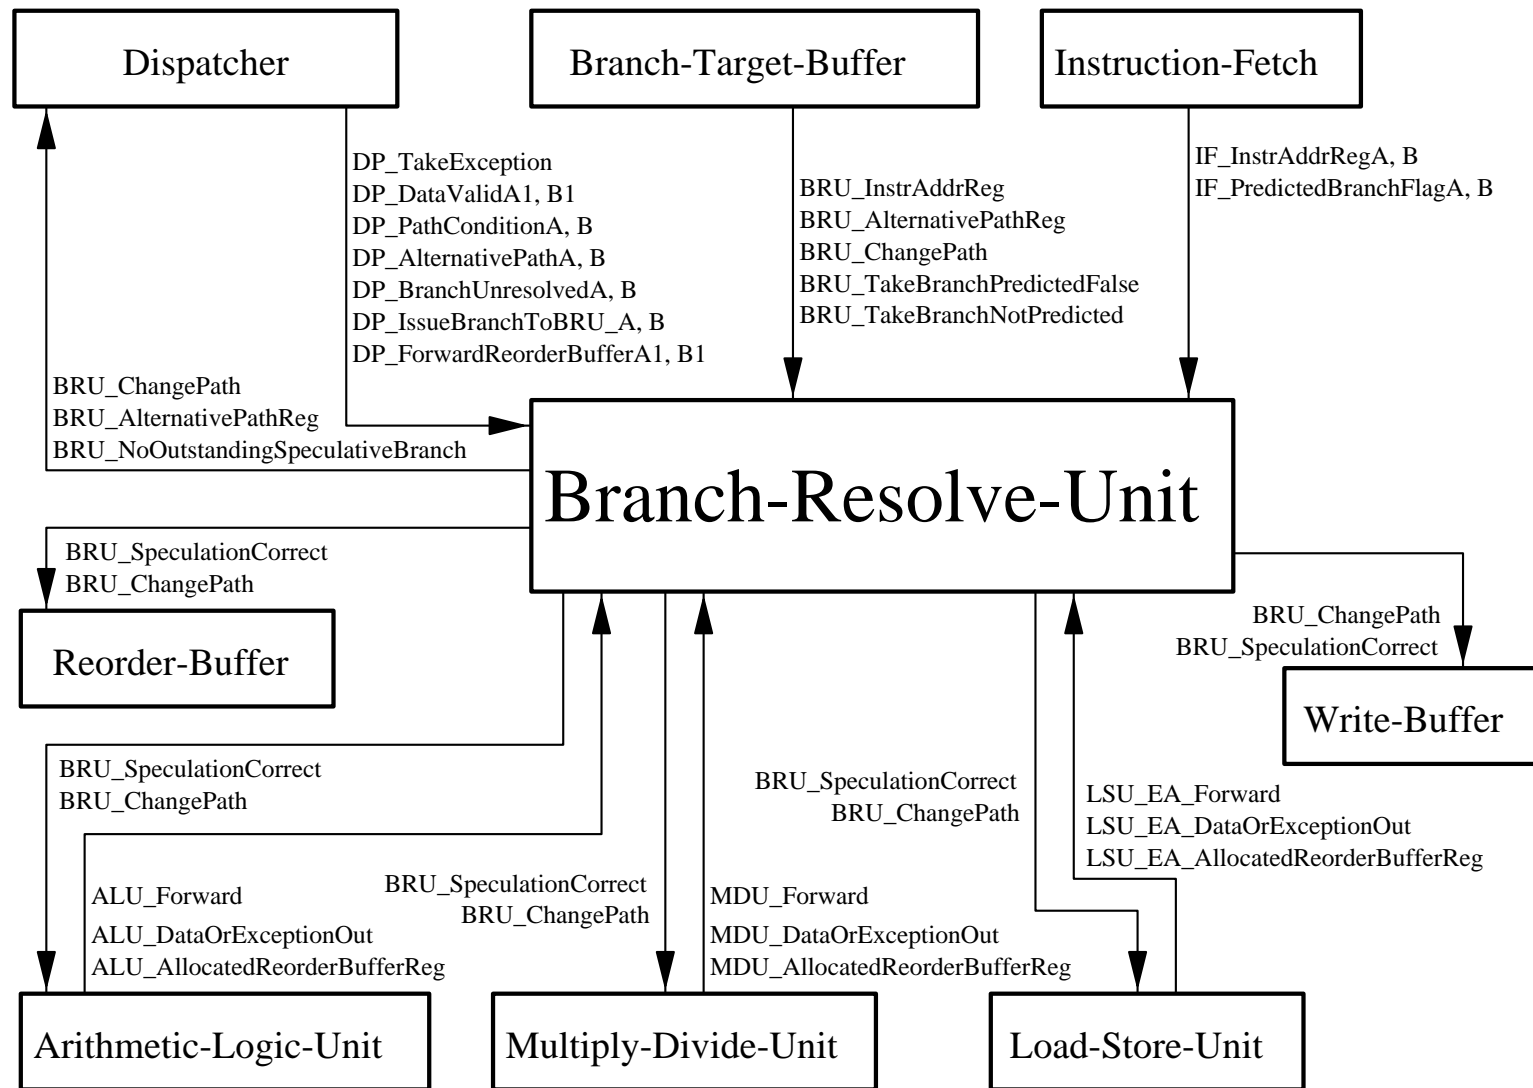 Dispatcher
Branch-Target-Buffer
Instruction-Fetch
DP_TakeException
DP_DataValidA1, B1
DP_PathConditionA, B
DP_AlternativePathA, B
DP_BranchUnresolvedA, B
DP_IssueBranchToBRU_A, B
DP_ForwardReorderBufferA1, B1
BRU_InstrAddrReg
BRU_AlternativePathReg
BRU_ChangePath
BRU_TakeBranchPredictedFalse
BRU_TakeBranchNotPredicted
IF_InstrAddrRegA, B
IF_PredictedBranchFlagA, B
BRU_ChangePath
BRU_AlternativePathReg
BRU_NoOutstandingSpeculativeBranch
Branch-Resolve-Unit
BRU_SpeculationCorrect
BRU_ChangePath
Reorder-Buffer
BRU_ChangePath
BRU_SpeculationCorrect
Write-Buffer
BRU_SpeculationCorrect
BRU_ChangePath
ALU_Forward
ALU_DataOrExceptionOut
ALU_AllocatedReorderBufferReg
BRU_SpeculationCorrect
BRU_ChangePath
MDU_Forward
MDU_DataOrExceptionOut
MDU_AllocatedReorderBufferReg
BRU_SpeculationCorrect
BRU_ChangePath
LSU_EA_Forward
LSU_EA_DataOrExceptionOut
LSU_EA_AllocatedReorderBufferReg
Arithmetic-Logic-Unit
Multiply-Divide-Unit
Load-Store-Unit